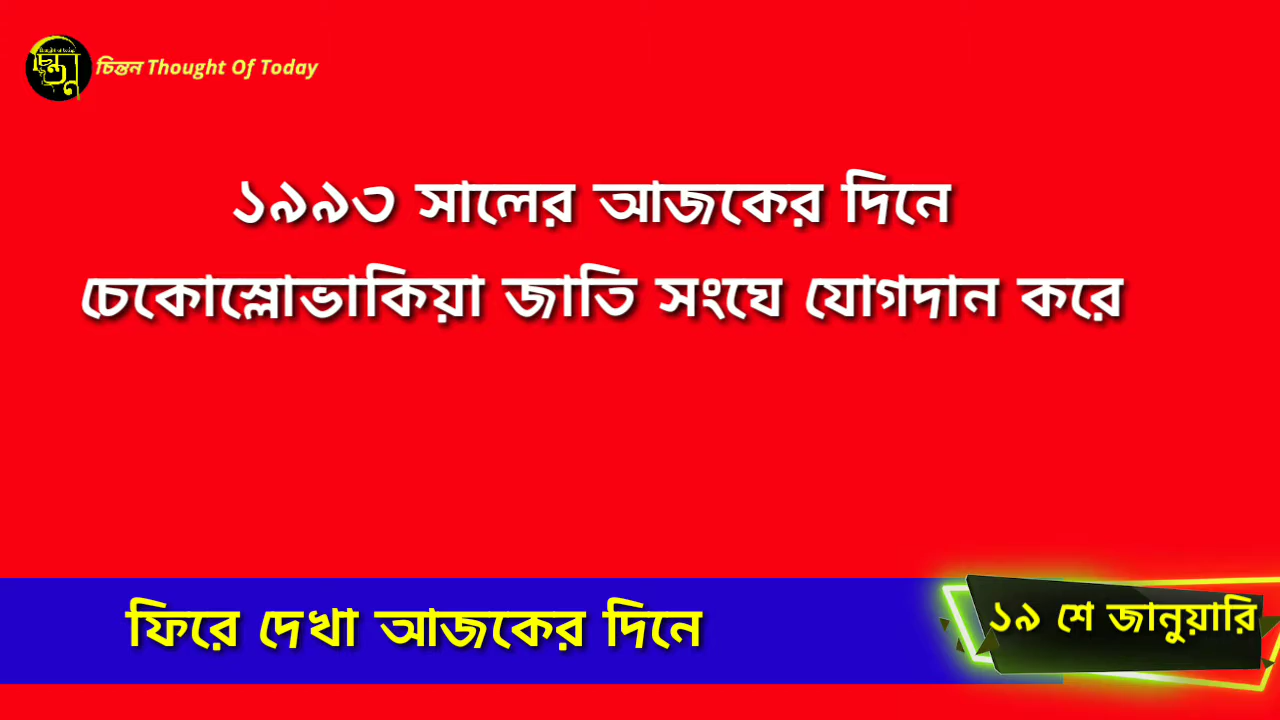 চিন্তন Thought Of Today
১৯৯৩ সালের আজকের দিনে
চেকোস্লোভাকিয়া জাতি সংঘে যোগদান করে
ফিরে দেখা আজকের দিনে
১৯ শে জানুয়ারি